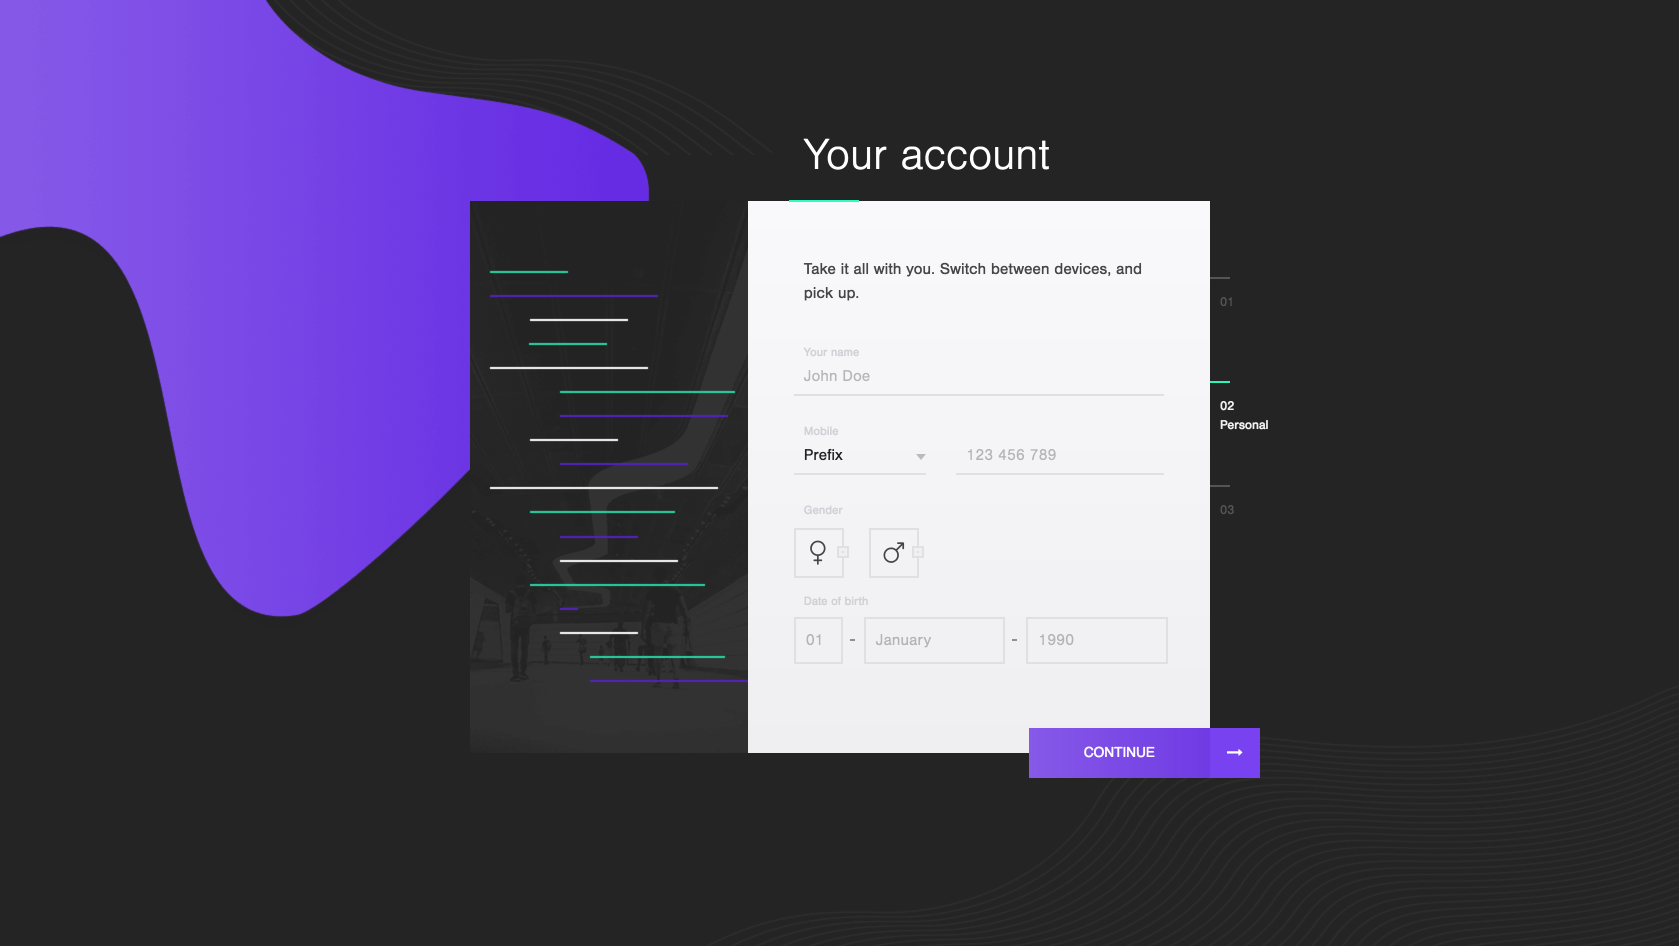 Your account
Take it all with you. Switch between devices, and
pick up.
Your name
John Doe
Mobile
Prefix
123 456 789
Gender
Date of birth
01 - January - 1990
CONTINUE
01
02
Personal
03